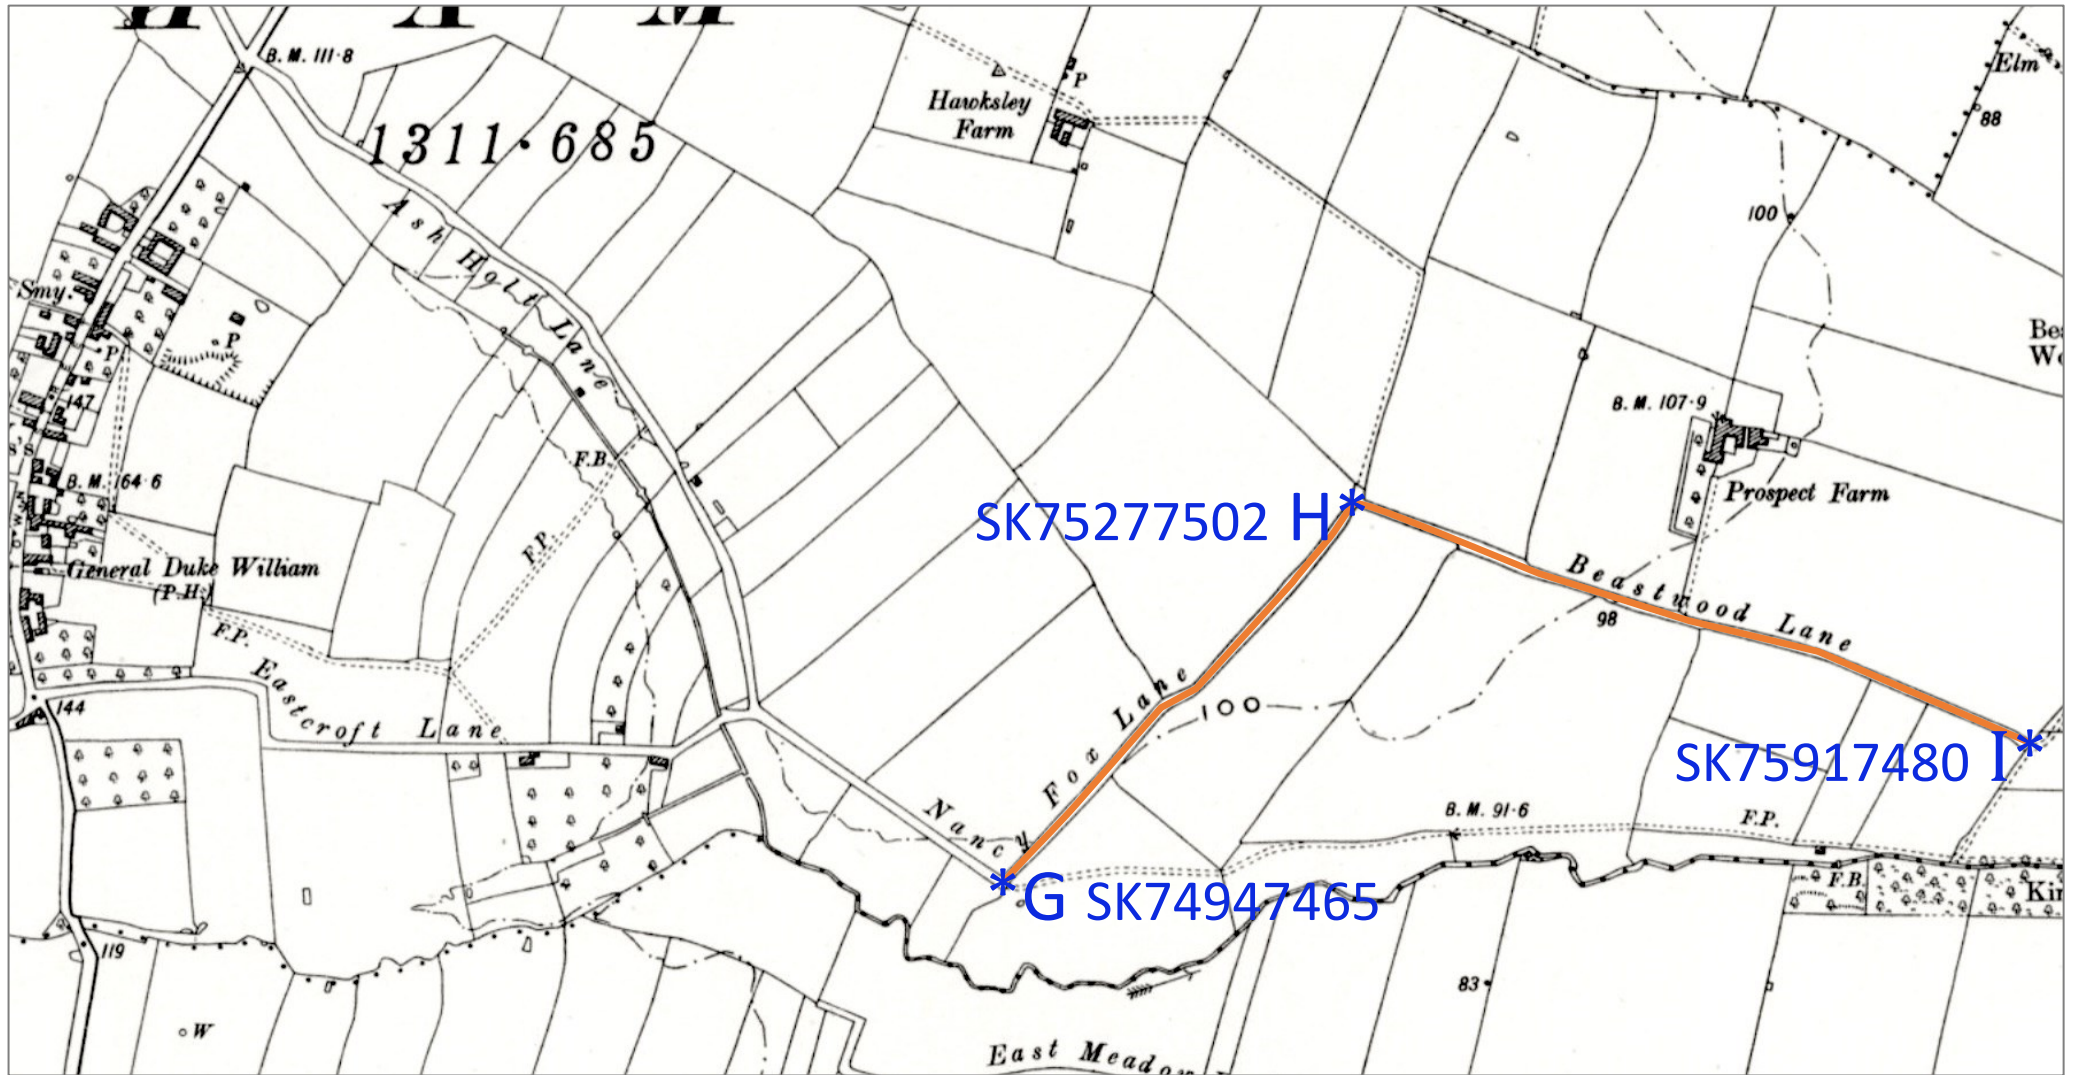 H A M
B. M. 111·8
1311·685
Hawksley
Farm
P
Elm
88
100
Ash Holt Lane
Smy.
P
P
147
B. M. 164·6
F.B.
F.P.
General Duke William
(P.H.)
F.P.
Eastcroft Lane
144
119
W
B. M. 107·9
Prospect Farm
SK75277502 H*
Beastwood Lane
98
100
Nancy Fox Lane
SK75917480 I*
B. M. 91·6
F.P.
*G SK74947465
F.B.
83
East Meadow